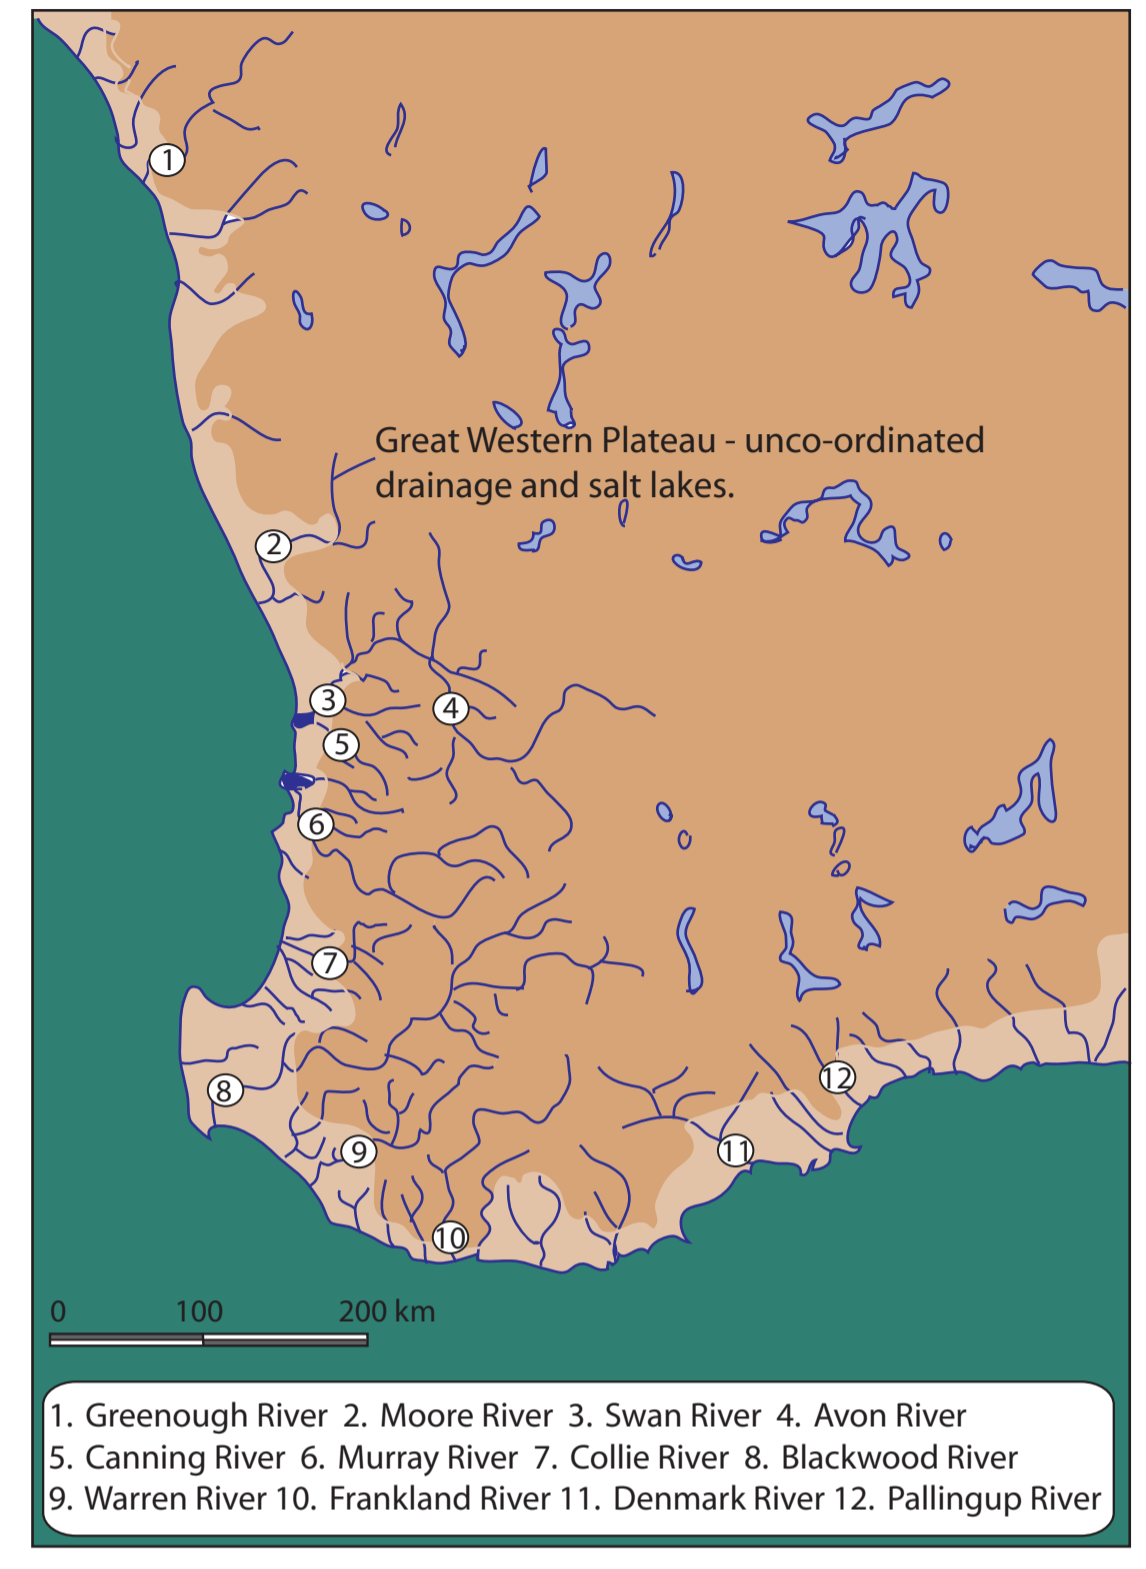 1
Great Western Plateau - unco-ordinated
drainage and salt lakes.
2
3
4
5
6
7
8
12
9
11
10
0 100 200 km
1. Greenough River 2. Moore River 3. Swan River 4. Avon River
5. Canning River 6. Murray River 7. Collie River 8. Blackwood River
9. Warren River 10. Frankland River 11. Denmark River 12. Pallingup River